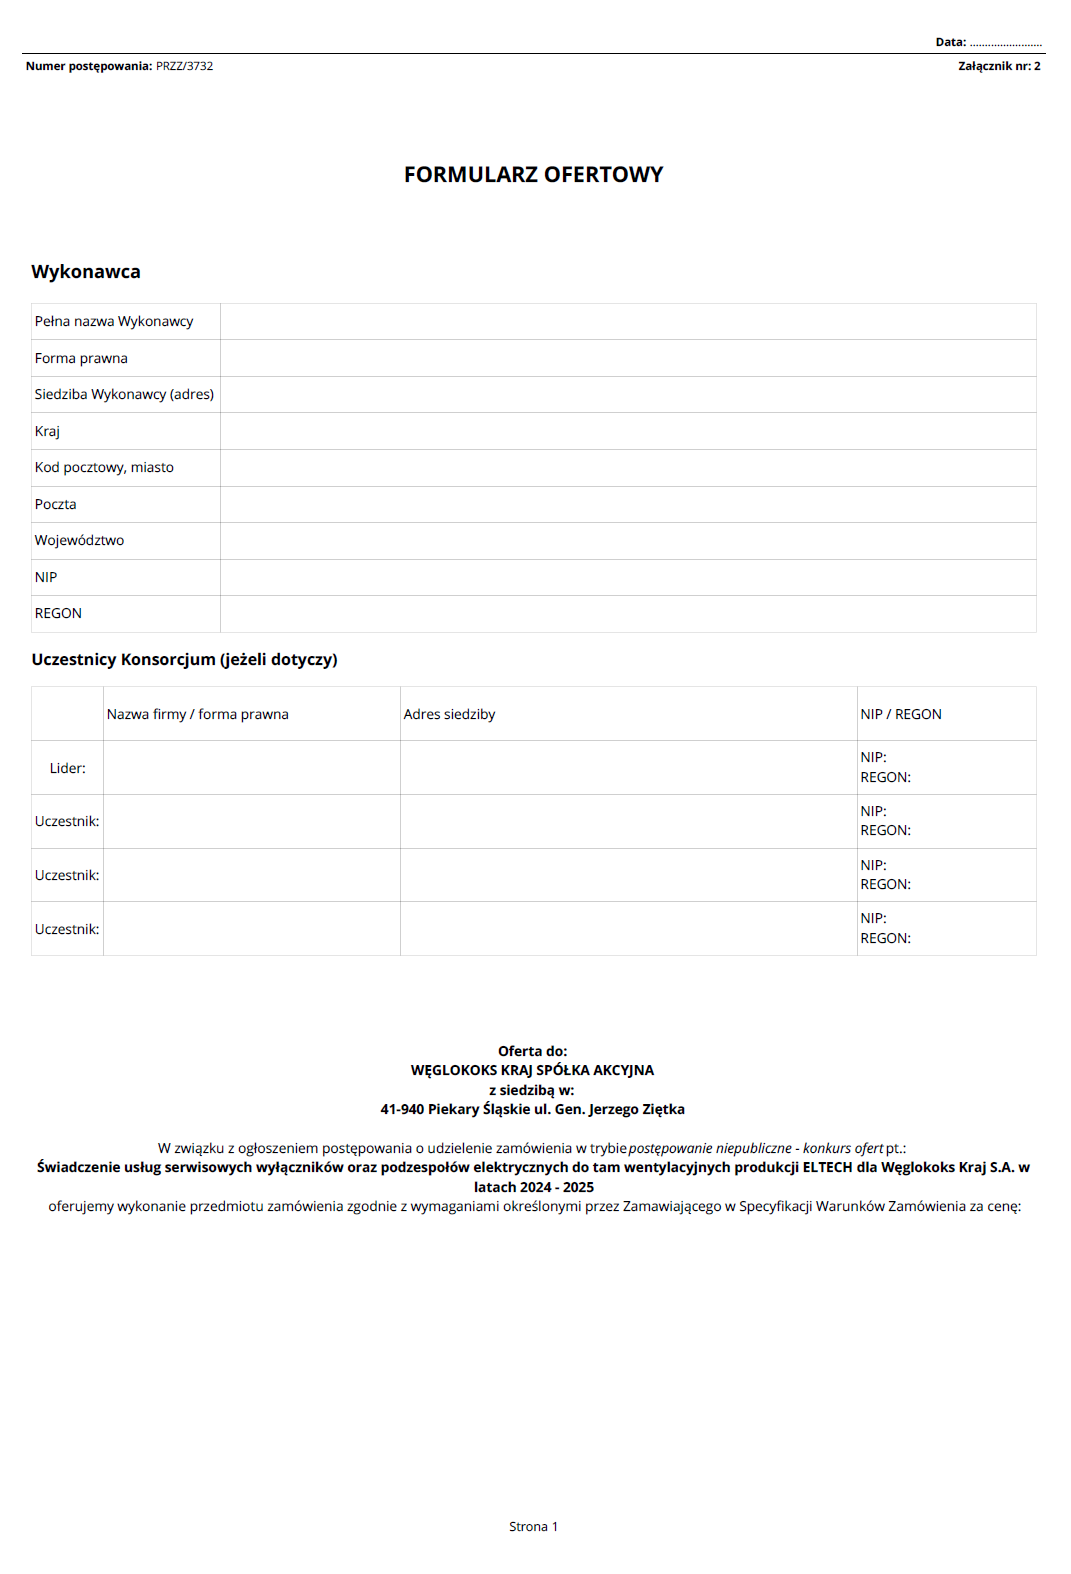 Data: ........................
Numer postępowania: PRZZ/3732
Załącznik nr: 2
FORMULARZ OFERTOWY
Wykonawca
Pełna nazwa Wykonawcy
Forma prawna
Siedziba Wykonawcy (adres)
Kraj
Kod pocztowy, miasto
Poczta
Województwo
NIP
REGON
Uczestnicy Konsorcjum (jeżeli dotyczy)
Nazwa firmy / forma prawna
Adres siedziby
NIP / REGON
Lider:
NIP:
REGON:
Uczestnik:
NIP:
REGON:
Uczestnik:
NIP:
REGON:
Uczestnik:
NIP:
REGON:
Oferta do:
WĘGLOKOKS KRAJ SPÓŁKA AKCYJNA
z siedzibą w:
41-940 Piekary Śląskie ul. Gen. Jerzego Ziętka
W związku z ogłoszeniem postępowania o udzielenie zamówienia w trybie postępowanie niepubliczne - konkurs ofert pt.:
Świadczenie usług serwisowych wyłączników oraz podzespołów elektrycznych do tam wentylacyjnych produkcji ELTECH dla Węglokoks Kraj S.A. w
latach 2024 - 2025
oferujemy wykonanie przedmiotu zamówienia zgodnie z wymaganiami określonymi przez Zamawiającego w Specyfikacji Warunków Zamówienia za cenę:
Strona 1